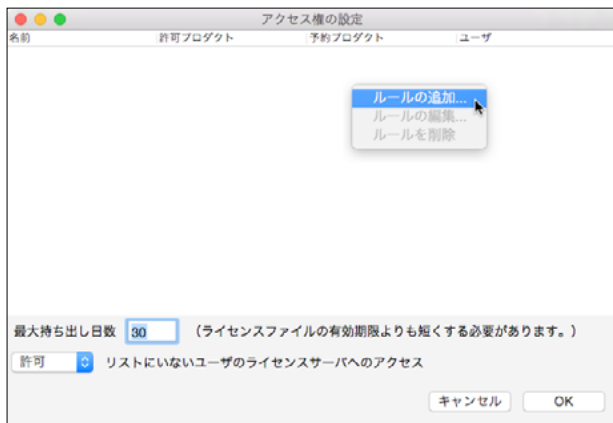 アクセス権の設定
名前 許可プロダクト 予約プロダクト ユーザ
ルールの追加...
ルールの編集...
ルールを削除
最大持ち出し日数 30 （ライセンスファイルの有効期限よりも短くする必要があります。）
許可 リストにいないユーザのライセンスサーバへのアクセス
キャンセル OK